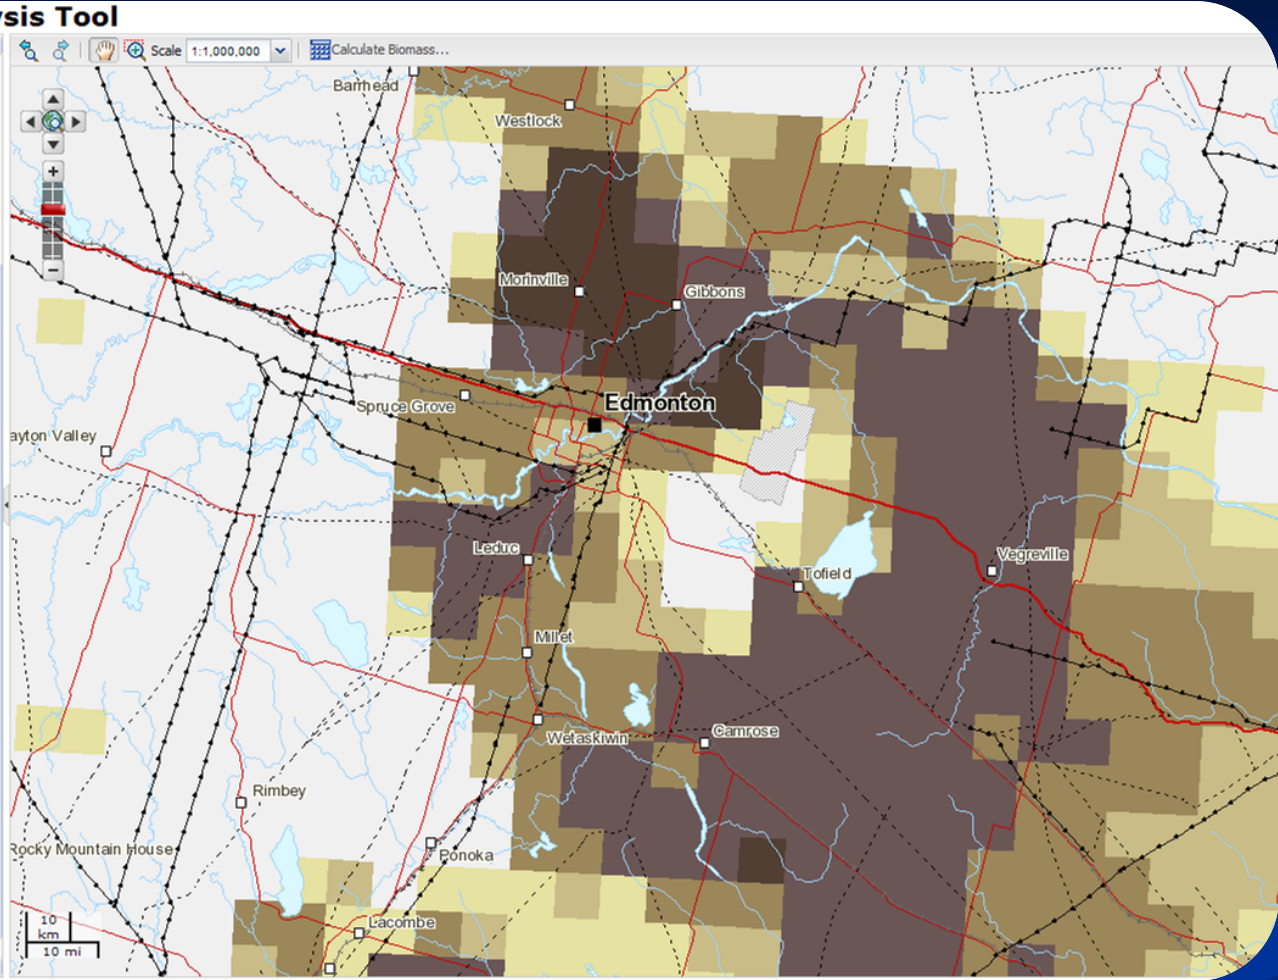 sis Tool
Scale 1:1,000,000 Calculate Biomass...
Barrhead
Westlock
Morinville
Gibbons
Spruce Grove
Edmonton
ayton Valley
Leduc
Vegreville
Tofield
Millet
Wetaskiwin
Camrose
Rimbey
Rocky Mountain House
Ponoka
Lacombe
10
km
10 mi